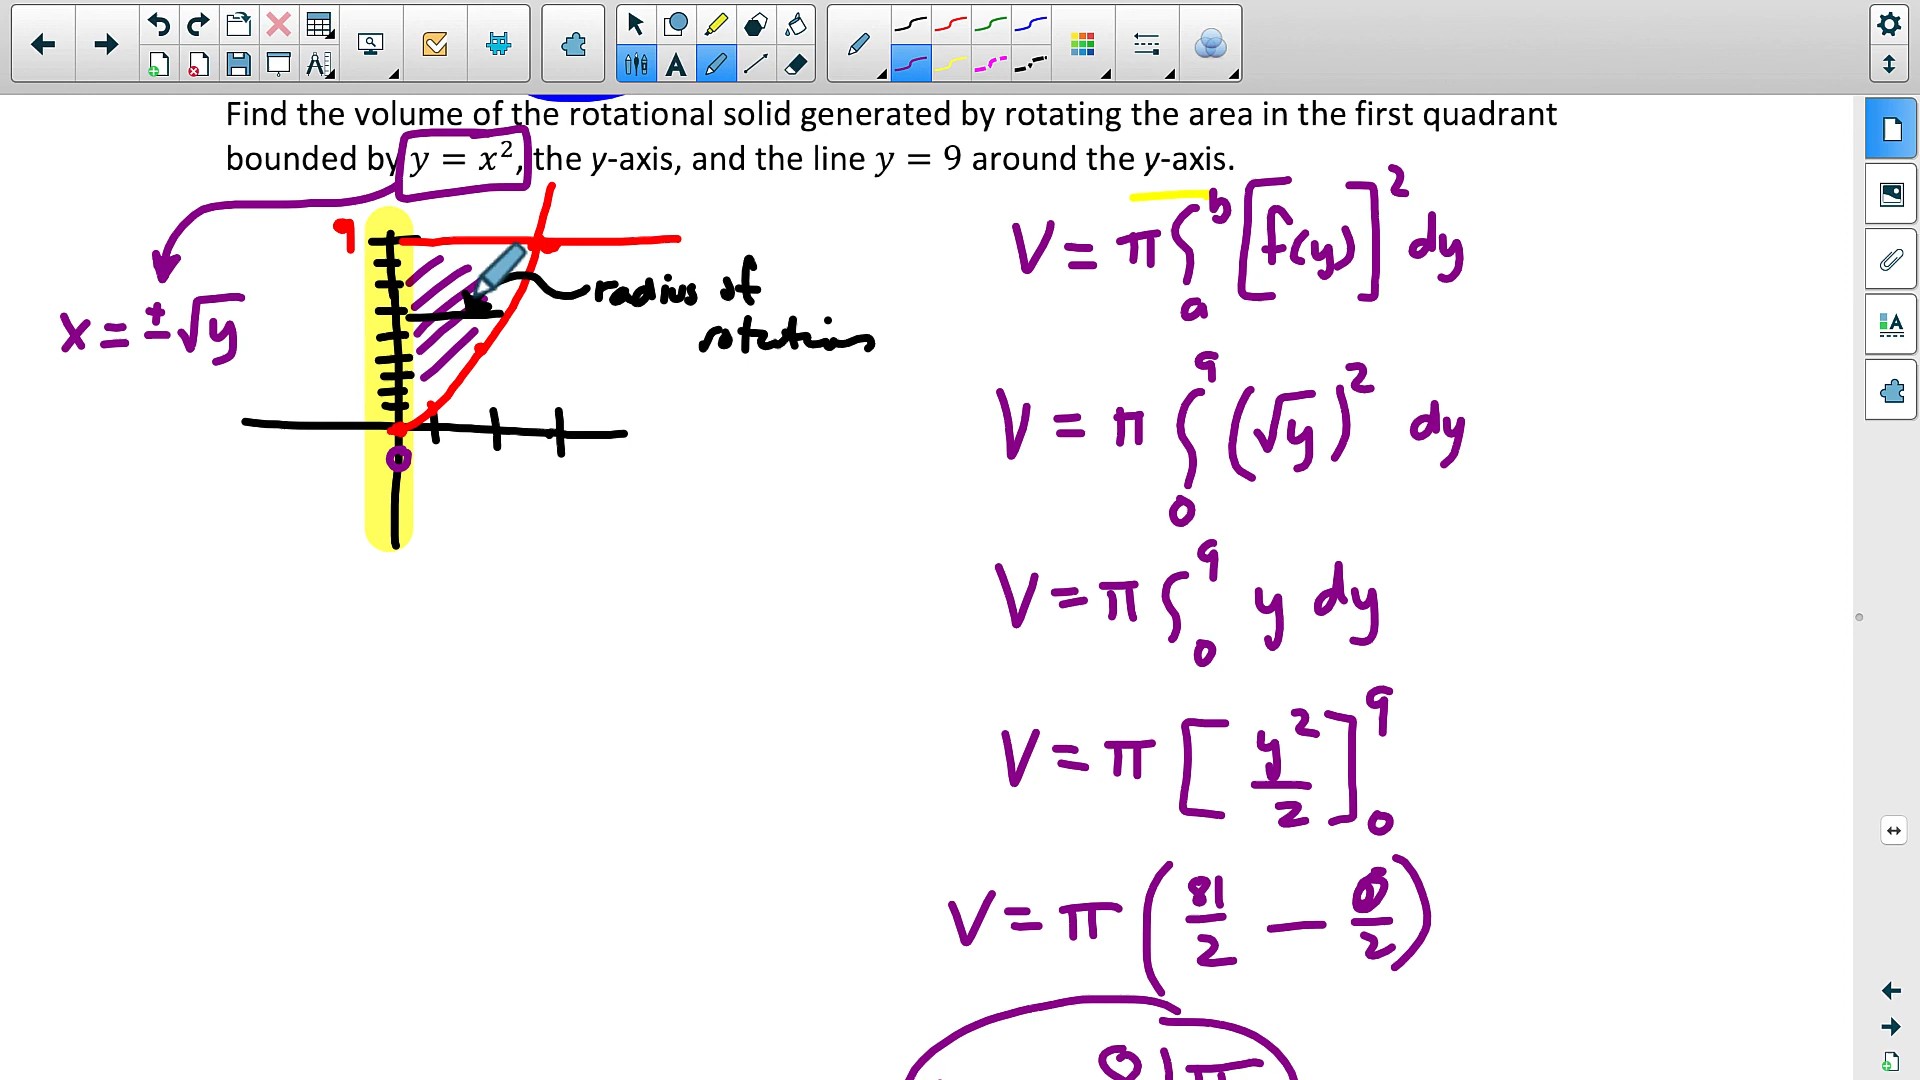 Find the volume of the rotational solid generated by rotating the area in the first quadrant
bounded by y = x², the y-axis, and the line y = 9 around the y-axis.
x = ± √y
9
0
radius of
rotation
V = π ∫ₐᵇ [f(y)]² dy
V = π ∫₀⁹ (√y)² dy
V = π ∫₀⁹ y dy
V = π [y²/2]₀⁹
V = π (81/2 − 0/2)
81π